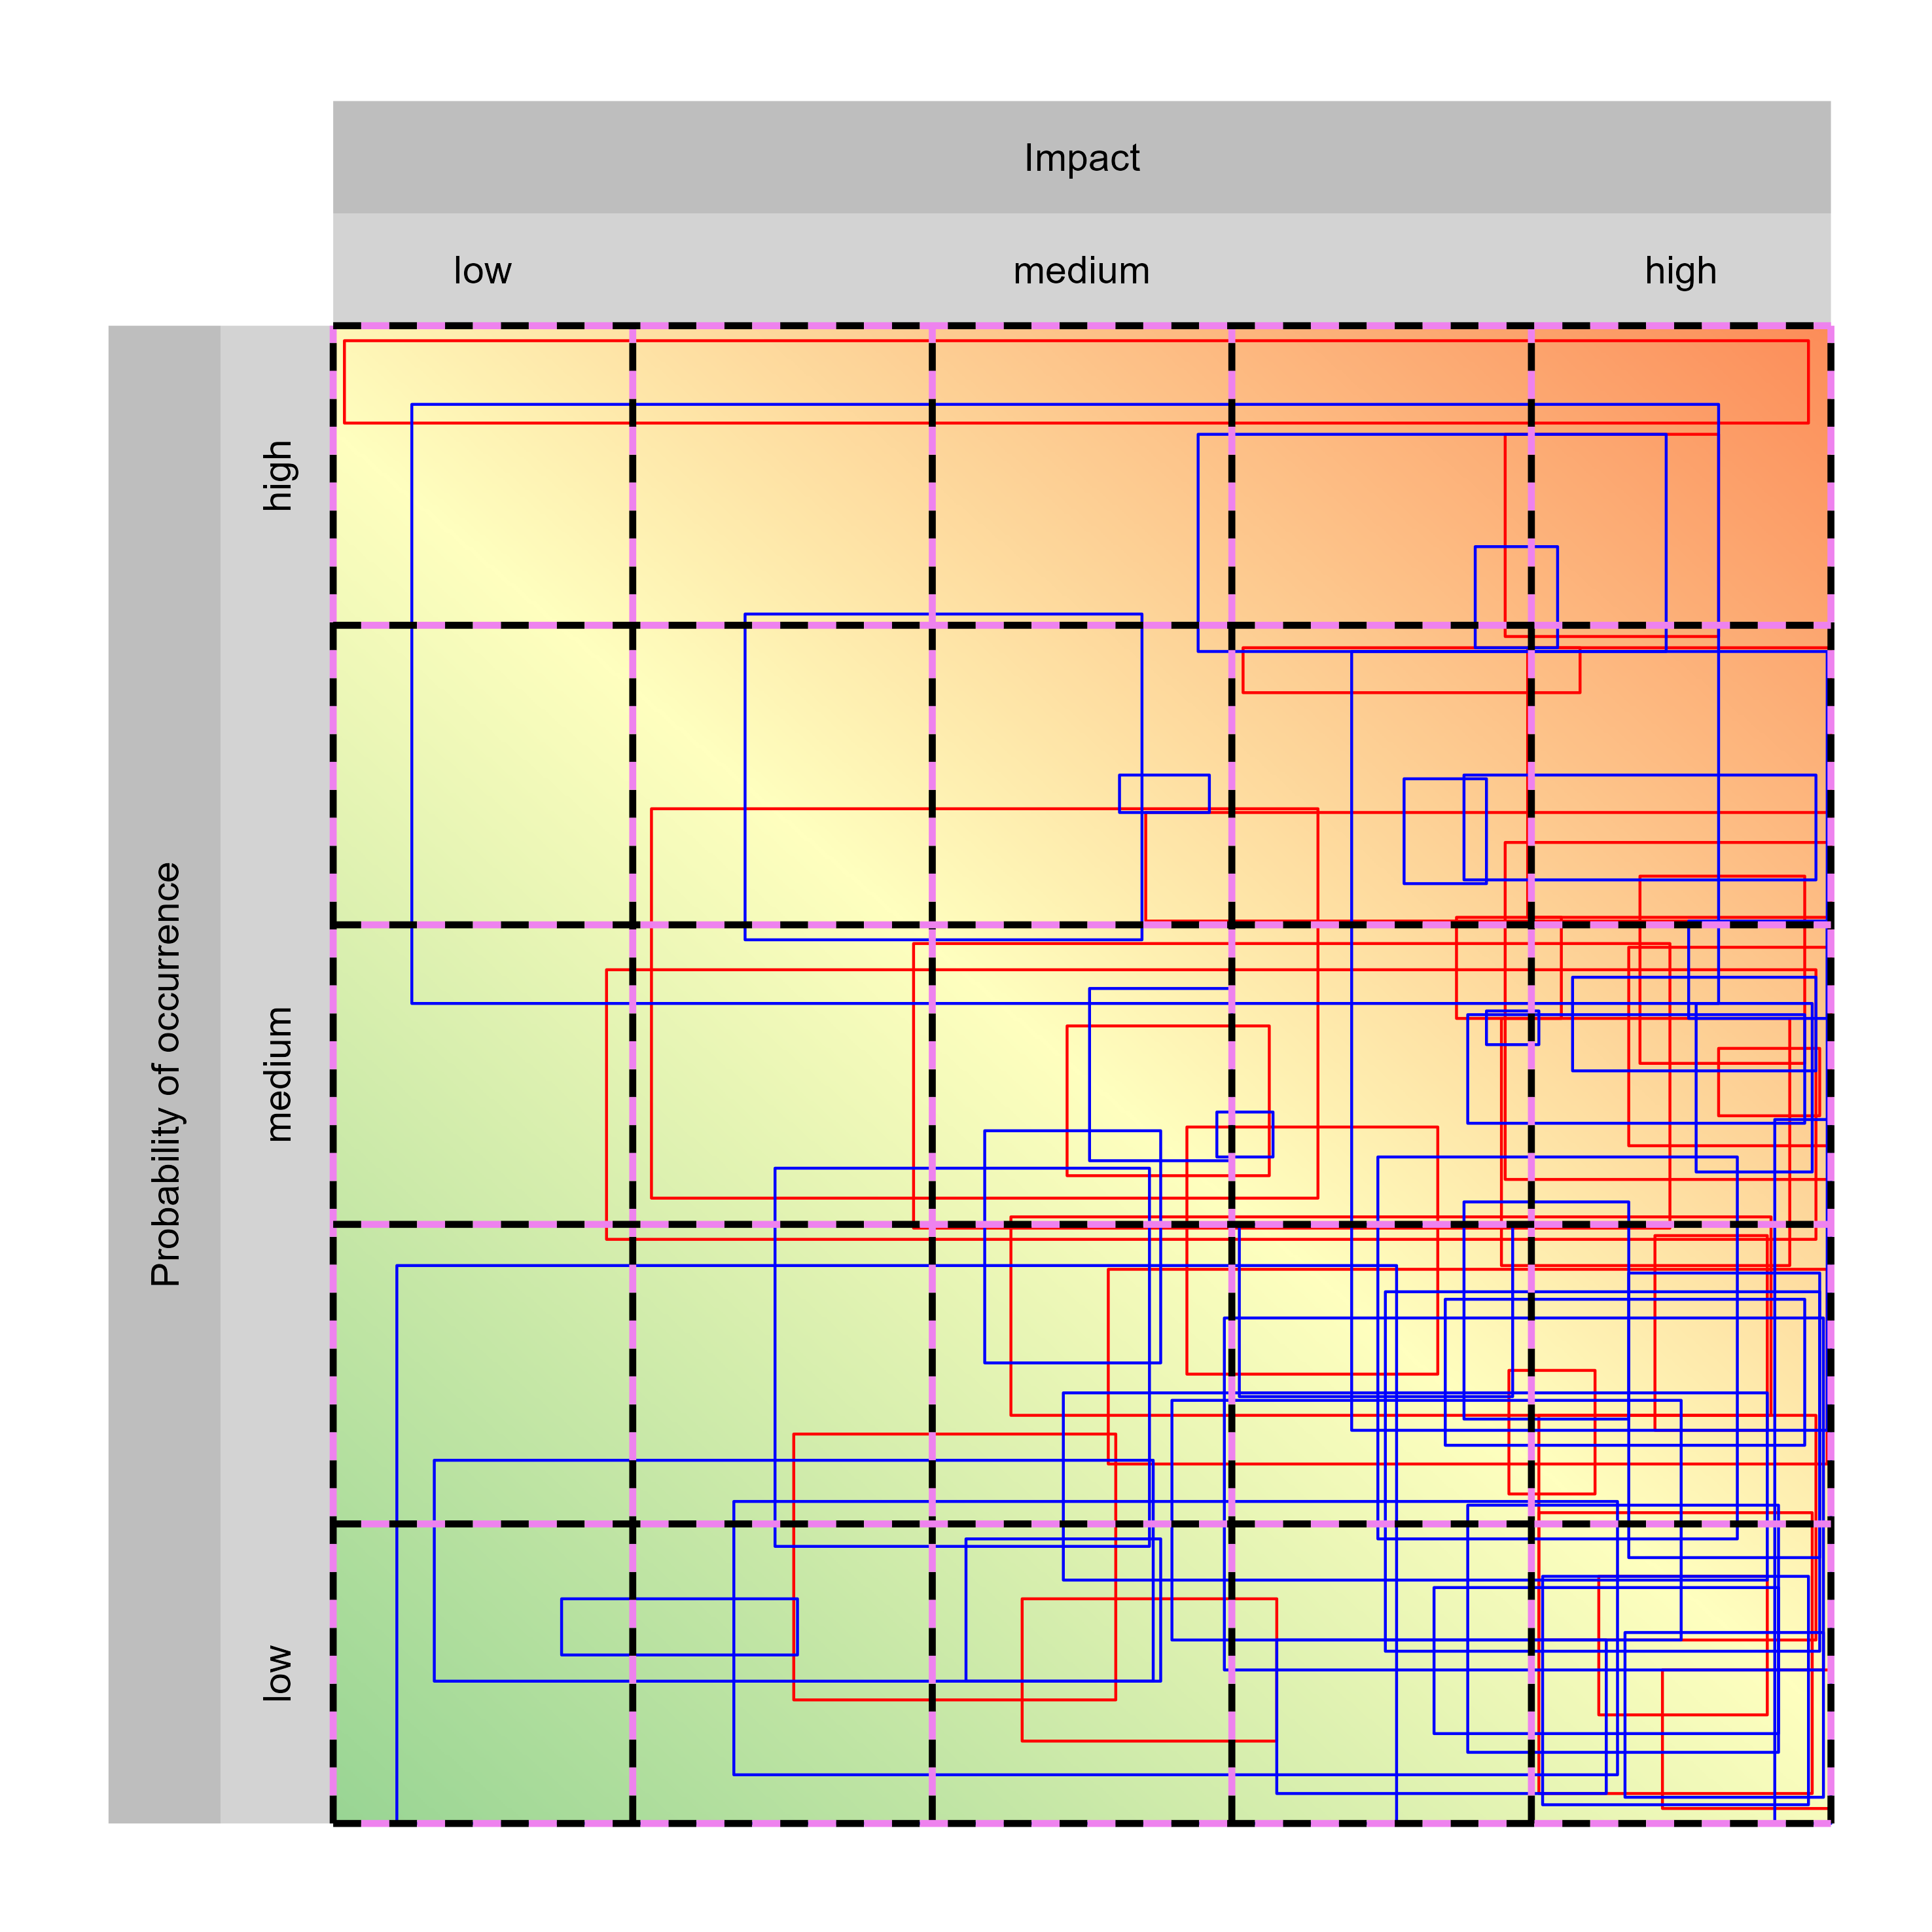 Impact
low
medium
high
Probability of occurrence
high
medium
low